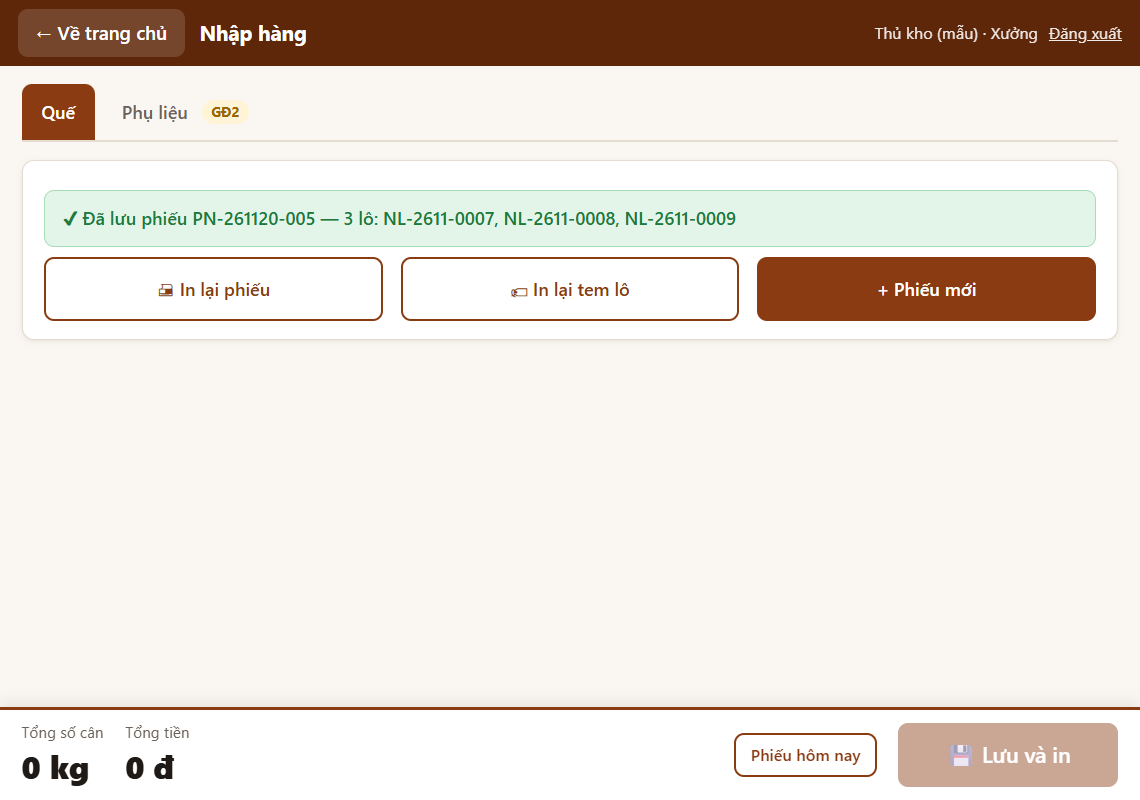 ← Về trang chủ
Nhập hàng
Thủ kho (mẫu) · Xưởng Đăng xuất
Quế
Phụ liệu GĐ2
✔ Đã lưu phiếu PN-261120-005 — 3 lô: NL-2611-0007, NL-2611-0008, NL-2611-0009
In lại phiếu
In lại tem lô
+ Phiếu mới
Tổng số cân
0 kg
Tổng tiền
0 đ
Phiếu hôm nay
Lưu và in